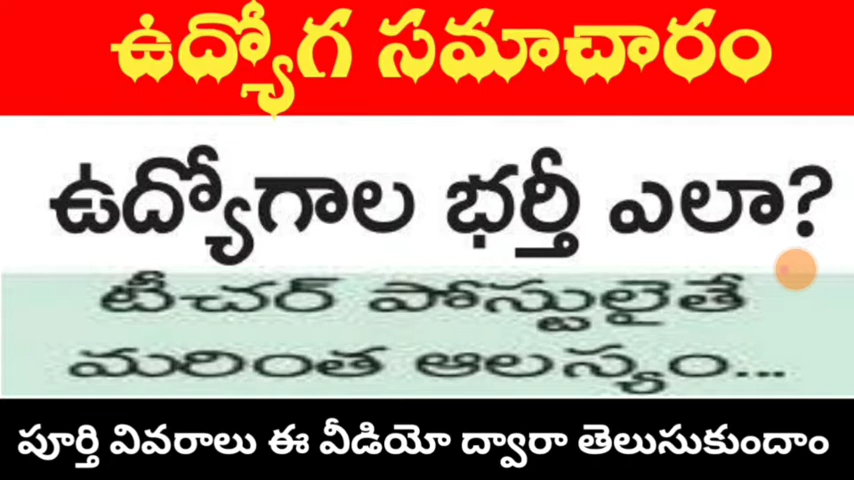 ఉద్యోగ సమాచారం
ఉద్యోగాల భర్తీ ఎలా?
టీచర్ పోస్టులైతే
మరింత ఆలస్యం...
పూర్తి వివరాలు ఈ వీడియో ద్వారా తెలుసుకుందాం